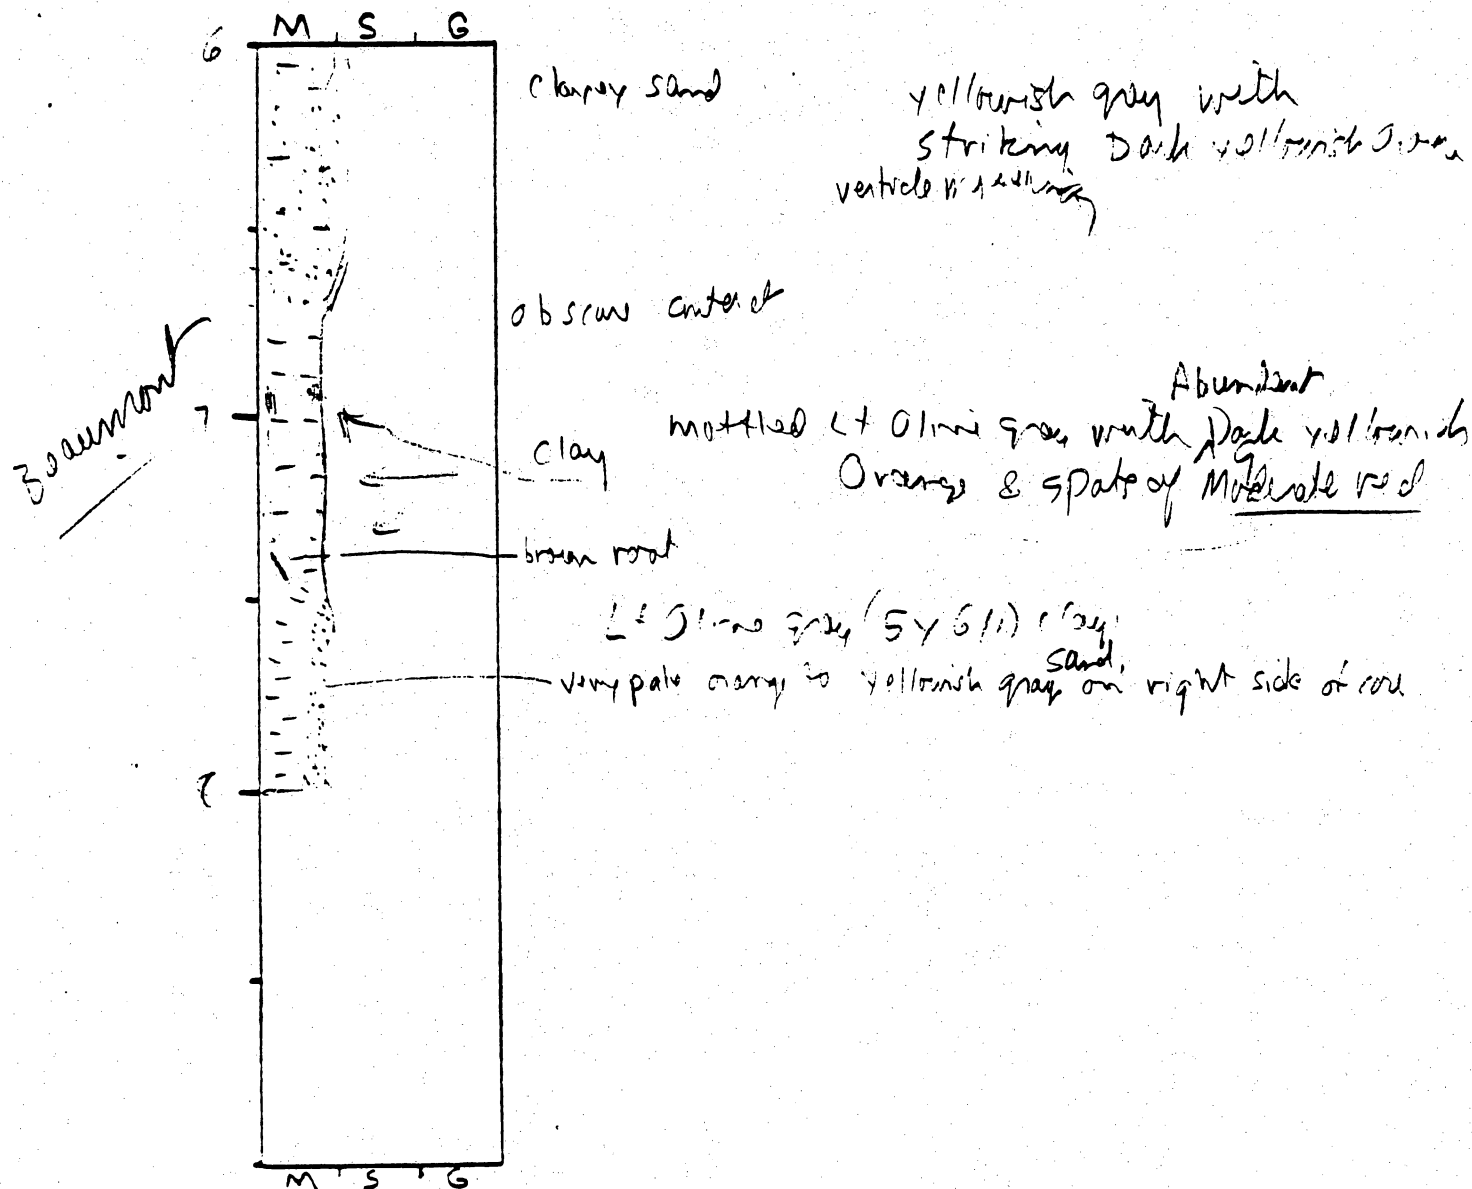 M S G
6
clayey sand
yellowish gray with
striking Dark yellowish Orange
verticle
obscure contact
Beaumont
7
clay
Abundant
mottled Lt Olive gray with Dark yellowish
Orange & spots of Moderate red
brown root
Lt Olive gray (5Y 6/1) clay
sand,
very pale orange to yellowish gray on right side of core
8
M S G